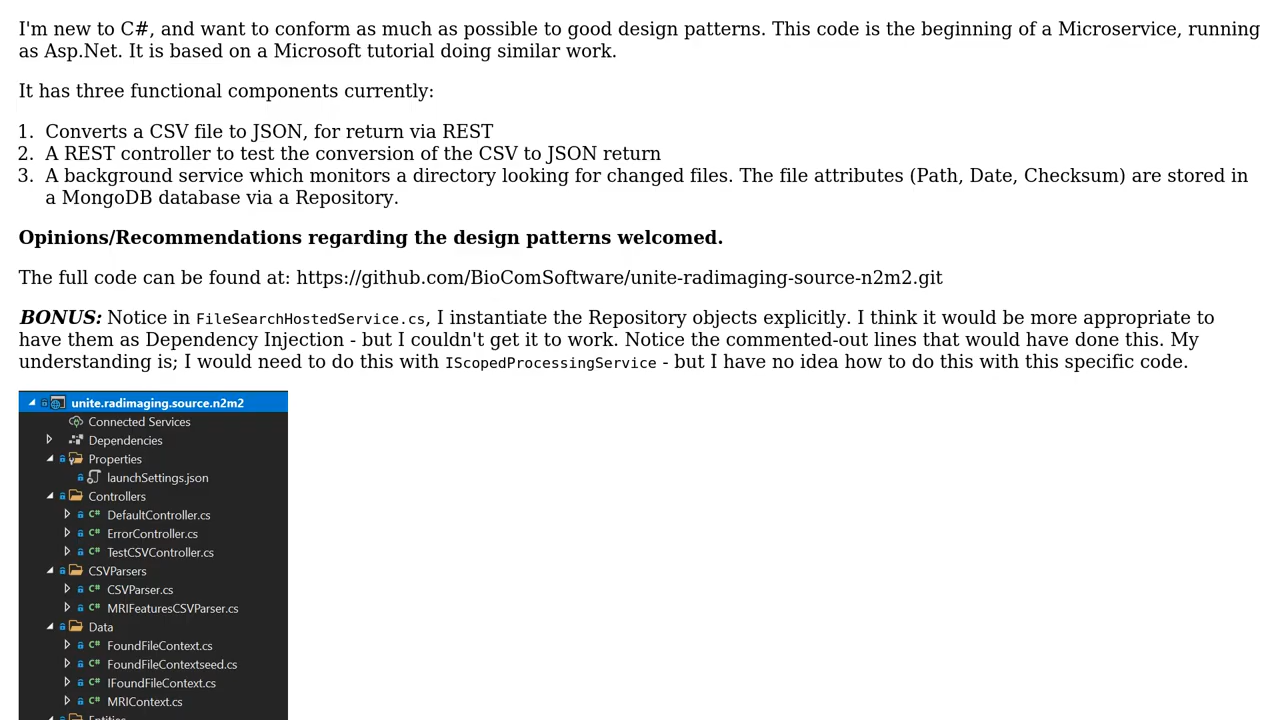 I'm new to C#, and want to conform as much as possible to good design patterns. This code is the beginning of a Microservice, running
as Asp.Net. It is based on a Microsoft tutorial doing similar work.
It has three functional components currently:
1. Converts a CSV file to JSON, for return via REST
2. A REST controller to test the conversion of the CSV to JSON return
3. A background service which monitors a directory looking for changed files. The file attributes (Path, Date, Checksum) are stored in
a MongoDB database via a Repository.
Opinions/Recommendations regarding the design patterns welcomed.
The full code can be found at: https://github.com/BioComSoftware/unite-radimaging-source-n2m2.git
BONUS: Notice in FileSearchHostedService.cs, I instantiate the Repository objects explicitly. I think it would be more appropriate to
have them as Dependency Injection - but I couldn't get it to work. Notice the commented-out lines that would have done this. My
understanding is; I would need to do this with IScopedProcessingService - but I have no idea how to do this with this specific code.
unite.radimaging.source.n2m2
Connected Services
Dependencies
Properties
launchSettings.json
Controllers
C# DefaultController.cs
C# ErrorController.cs
C# TestCSVController.cs
CSVParsers
C# CSVParser.cs
C# MRIFeaturesCSVParser.cs
Data
C# FoundFileContext.cs
C# FoundFileContextseed.cs
C# IFoundFileContext.cs
C# MRIContext.cs
Entities